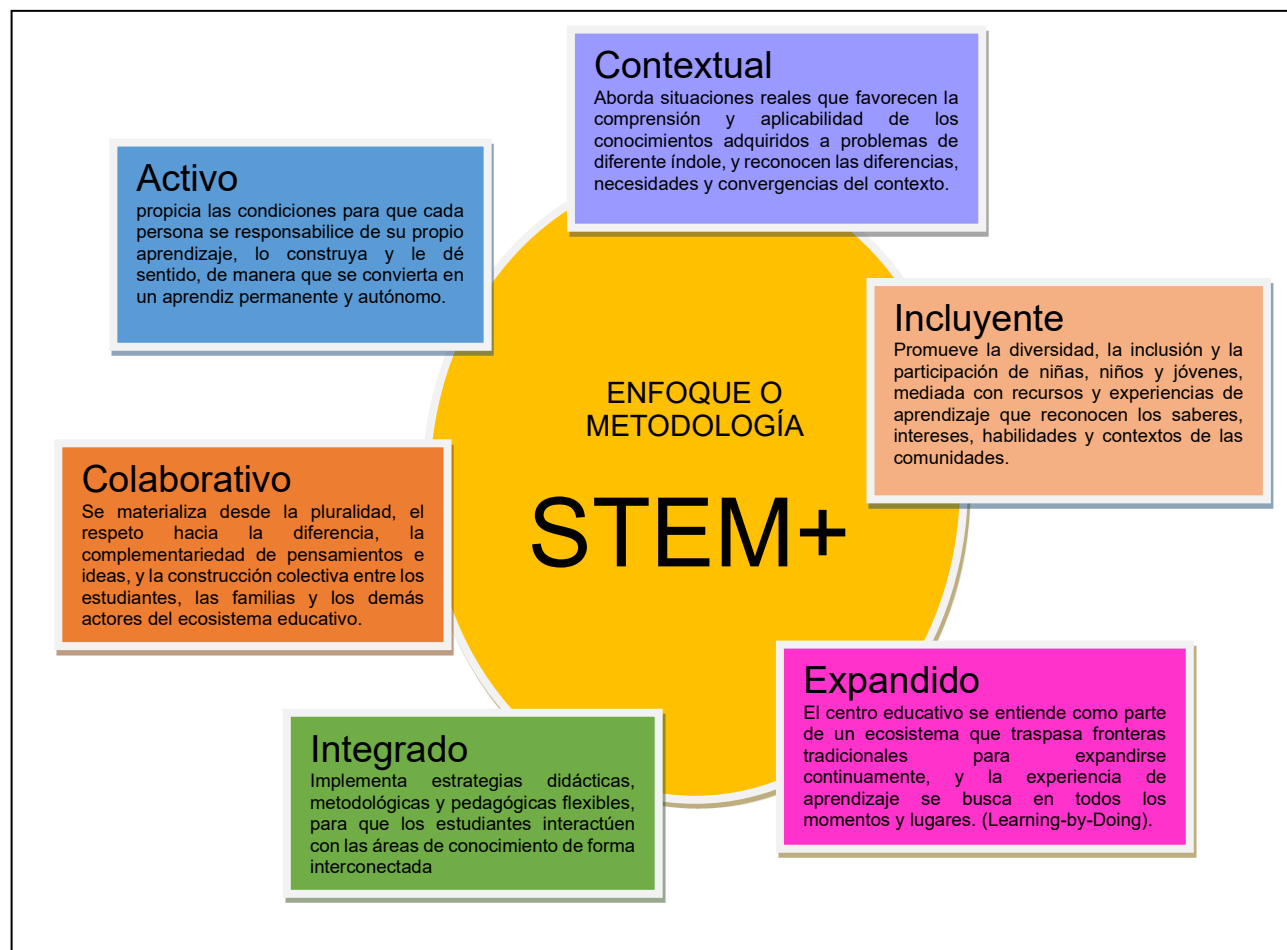 Contextual
Aborda situaciones reales que favorecen la
comprensión y aplicabilidad de los
conocimientos adquiridos a problemas de
diferente índole, y reconocen las diferencias,
necesidades y convergencias del contexto.
Activo
propicia las condiciones para que cada
persona se responsabilice de su propio
aprendizaje, lo construya y le dé
sentido, de manera que se convierta en
un aprendiz permanente y autónomo.
Incluyente
Promueve la diversidad, la inclusión y la
participación de niñas, niños y jóvenes,
mediada con recursos y experiencias de
aprendizaje que reconocen los saberes,
intereses, habilidades y contextos de las
comunidades.
ENFOQUE O
METODOLOGÍA
STEM+
Colaborativo
Se materializa desde la pluralidad, el
respeto hacia la diferencia, la
complementariedad de pensamientos e
ideas, y la construcción colectiva entre los
estudiantes, las familias y los demás
actores del ecosistema educativo.
Expandido
El centro educativo se entiende como parte
de un ecosistema que traspasa fronteras
tradicionales para expandirse
continuamente, y la experiencia de
aprendizaje se busca en todos los
momentos y lugares. (Learning-by-Doing).
Integrado
Implementa estrategias didácticas,
metodológicas y pedagógicas flexibles,
para que los estudiantes interactúen
con las áreas de conocimiento de forma
interconectada